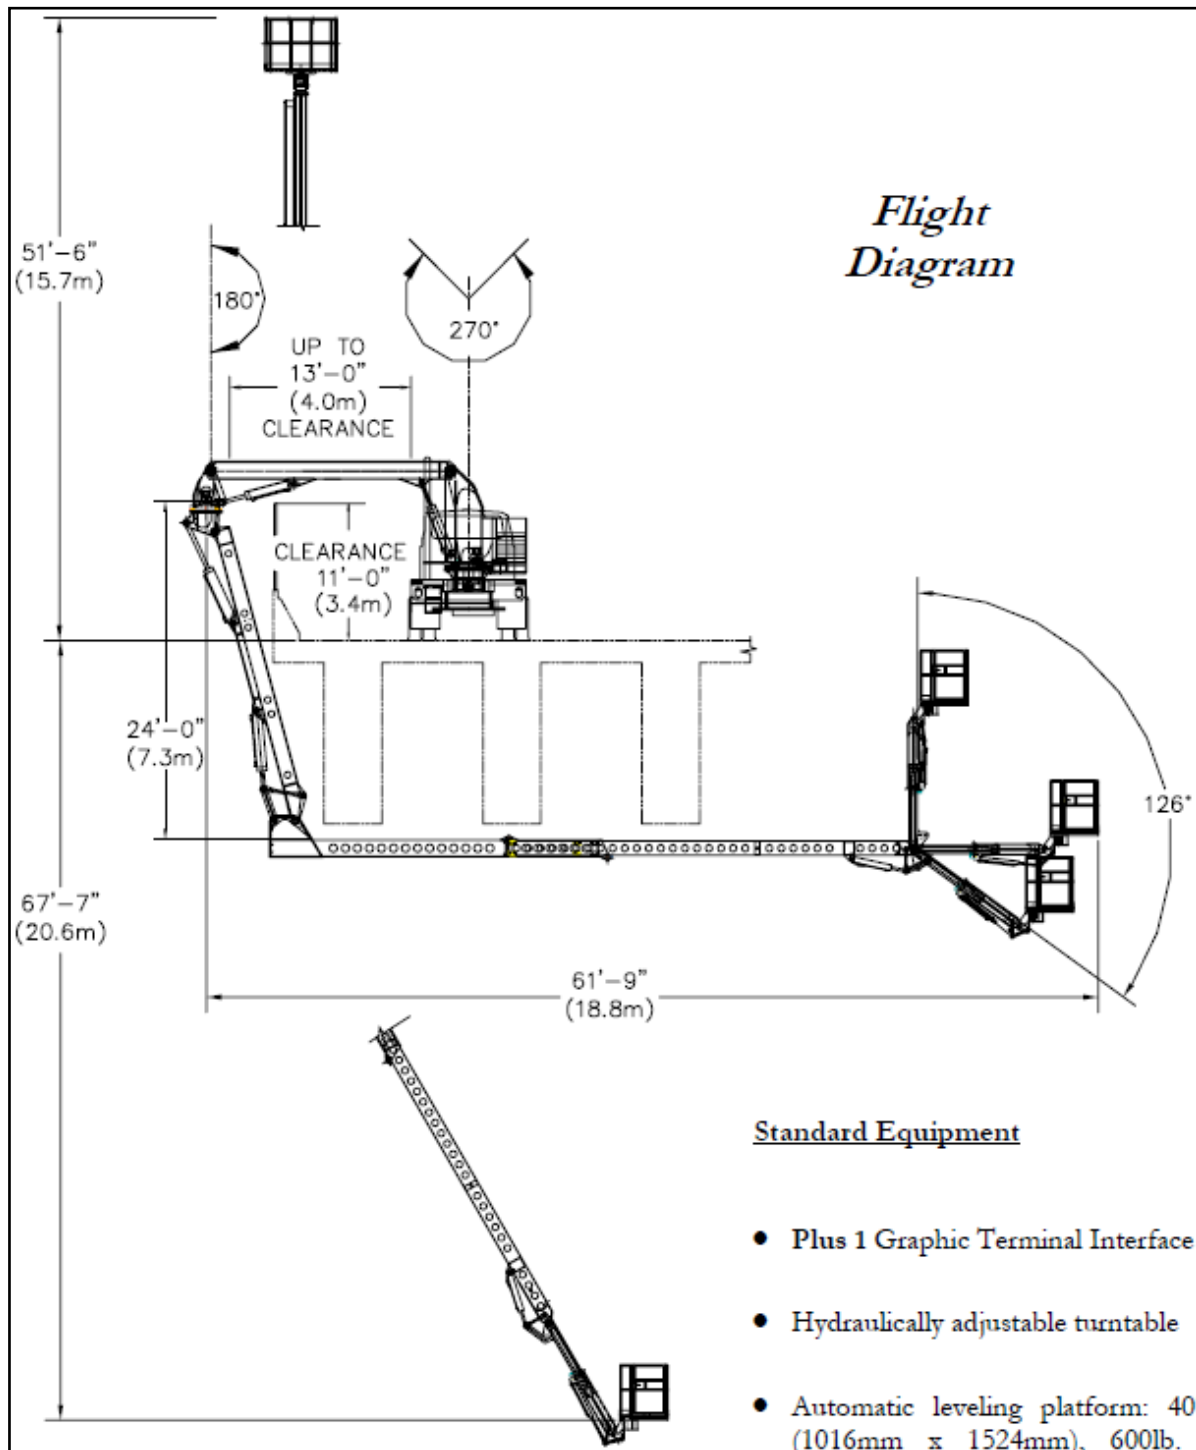 Flight
Diagram
51'-6"
(15.7m)
180°
270°
UP TO
13'-0"
(4.0m)
CLEARANCE
CLEARANCE
11'-0"
(3.4m)
24'-0"
(7.3m)
126°
67'-7"
(20.6m)
61'-9"
(18.8m)
Standard Equipment
• Plus 1 Graphic Terminal Interface
• Hydraulically adjustable turntable
• Automatic leveling platform: 40
(1016mm x 1524mm), 600lb.